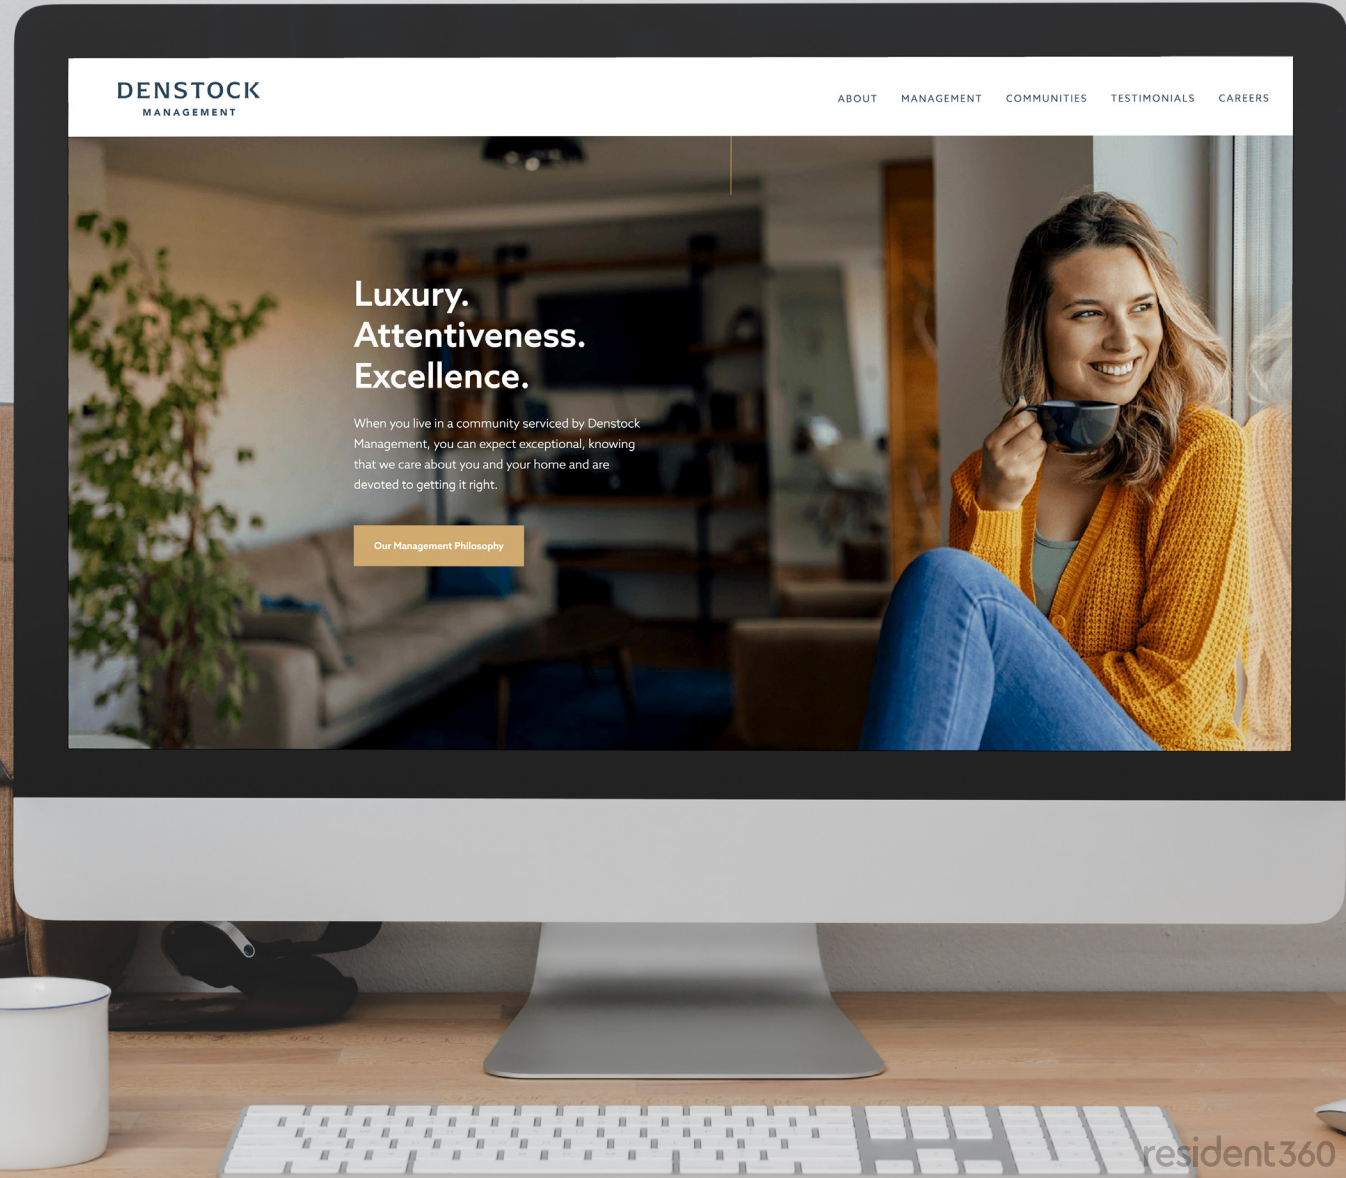 DENSTOCK
MANAGEMENT
ABOUT MANAGEMENT COMMUNITIES TESTIMONIALS CAREERS
Luxury.
Attentiveness.
Excellence.
When you live in a community serviced by Denstock
Management, you can expect exceptional, knowing
that we care about you and your home and are
devoted to getting it right.
Our Management Philosophy
resident360